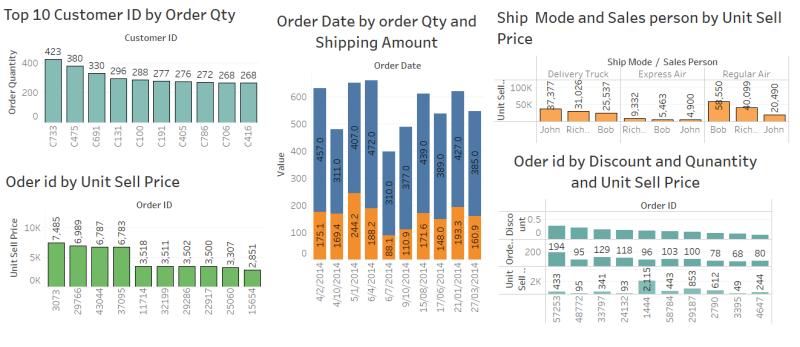 Top 10 Customer ID by Order Qty
Customer ID
Order Quantity
400
200
0
423 380 330 296 288 277 276 272 268 268
C733 C475 C691 C131 C100 C191 C405 C786 C706 C416
Oder id by Unit Sell Price
Order ID
Unit Sell Price
10K
5K
0K
7,485 6,989 6,787 6,783 3,518 3,511 3,502 3,500 3,307 2,851
3073 29766 43044 37095 11714 32199 29286 22917 25060 16654
Order Date by order Qty and
Shipping Amount
Order Date
Value
600
500
400
300
200
100
0
457.0 311.0 407.0 472.0 310.0 377.0 439.0 389.0 427.0 385.0
175.1 169.4 244.2 188.2 88.1 110.9 171.6 148.0 193.3 160.9
4/2/2014 4/10/2014 5/1/2014 6/4/2014 6/7/2014 9/10/2014 15/08/2014 17/06/2014 21/01/2014 27/03/2014
Ship Mode and Sales person by Unit Sell
Price
Ship Mode / Sales Person
Delivery Truck Express Air Regular Air
Unit Sell..
100K
50K
37,377 31,026 25,537 9,332 5,463 4,900 58,550 40,099 20,490
John Rich.. Bob Rich.. Bob John Bob Rich.. John
Oder id by Discount and Qunantity
and Unit Sell Price
Order ID
Disco
unt
0.5
0
Orde..
200
194 95 129 118 96 103 100 78 68 80
Unit
Sell ..
2K
433 95 341 93 2,115 443 853 612 49 244
57253 48772 33797 24132 1444 58784 29187 2790 3395 4647